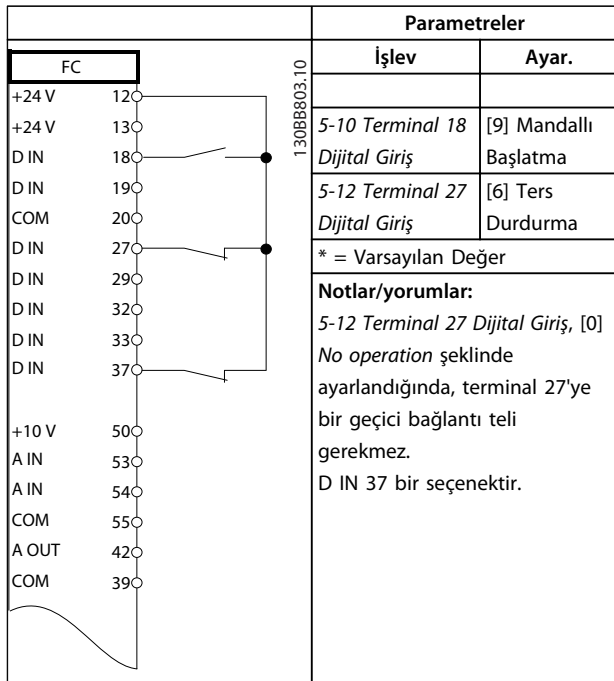 FC
+24 V 12
+24 V 13
D IN 18
D IN 19
COM 20
D IN 27
D IN 29
D IN 32
D IN 33
D IN 37
+10 V 50
A IN 53
A IN 54
COM 55
A OUT 42
COM 39
130BB803.10
Parametreler
İşlev Ayar.
5-10 Terminal 18 [9] Mandallı
Dijital Giriş Başlatma
5-12 Terminal 27 [6] Ters
Dijital Giriş Durdurma
* = Varsayılan Değer
Notlar/yorumlar:
5-12 Terminal 27 Dijital Giriş, [0]
No operation şeklinde
ayarlandığında, terminal 27'ye
bir geçici bağlantı teli
gerekmez.
D IN 37 bir seçenektir.